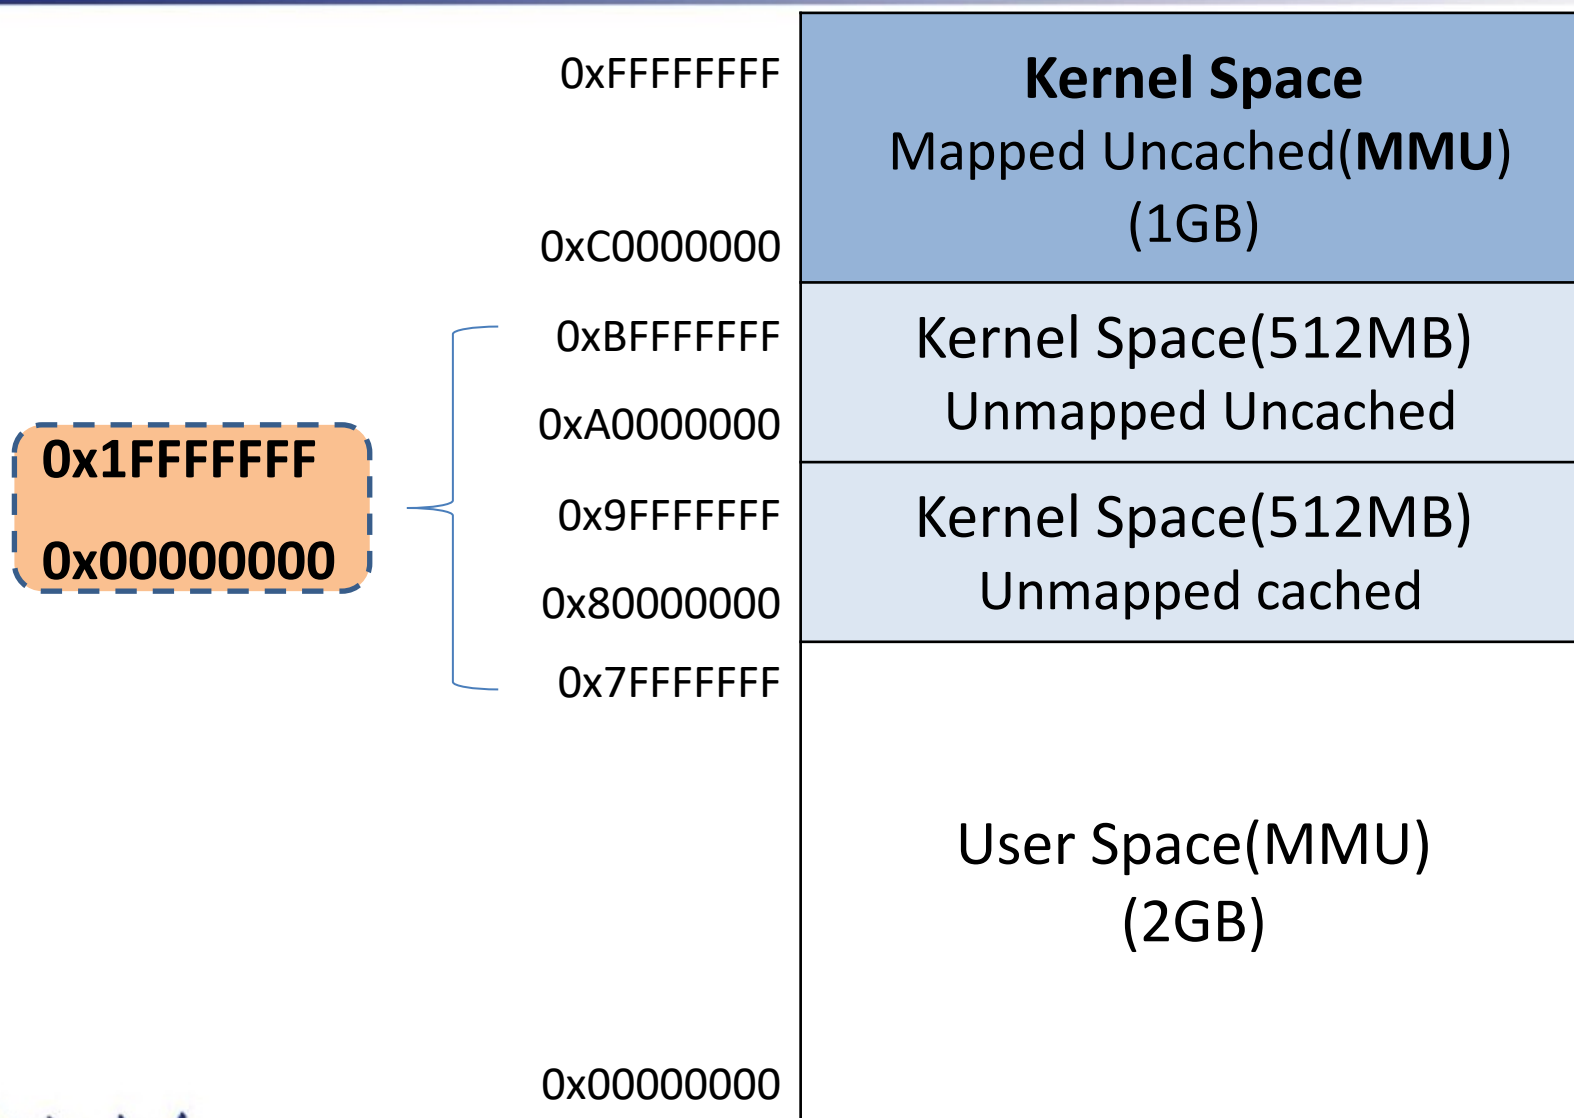 0xFFFFFFFF
Kernel Space
Mapped Uncached(MMU)
(1GB)
0xC0000000
0xBFFFFFFF
Kernel Space(512MB)
Unmapped Uncached
0xA0000000
0x1FFFFFFF
0x00000000
0x9FFFFFFF
Kernel Space(512MB)
Unmapped cached
0x80000000
0x7FFFFFFF
User Space(MMU)
(2GB)
0x00000000